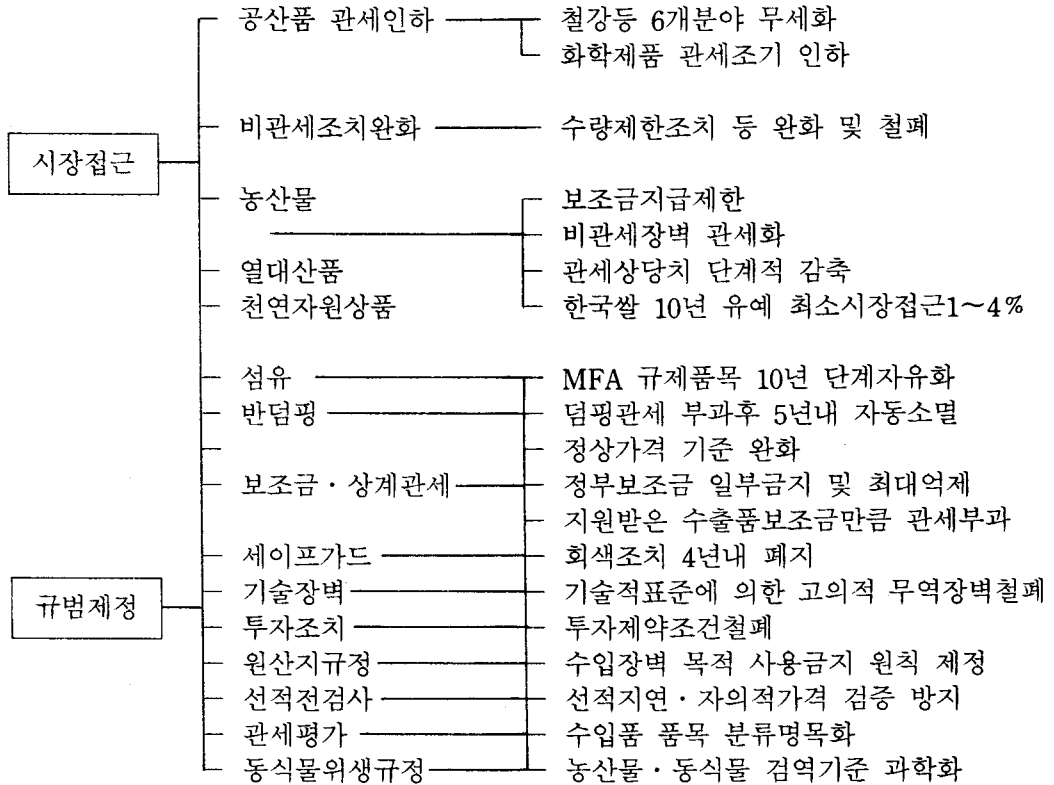 공산품 관세인하 철강등 6개분야 무세화
화학제품 관세조기 인하
비관세조치완화 수량제한조치 등 완화 및 철폐
시장접근
농산물 보조금지급제한
비관세장벽 관세화
열대산품 관세상당치 단계적 감축
천연자원상품 한국쌀 10년 유예 최소시장접근1~4%
섬유 MFA 규제품목 10년 단계자유화
반덤핑 덤핑관세 부과후 5년내 자동소멸
정상가격 기준 완화
보조금·상계관세 정부보조금 일부금지 및 최대억제
지원받은 수출품보조금만큼 관세부과
세이프가드 회색조치 4년내 폐지
기술장벽 기술적표준에 의한 고의적 무역장벽철폐
규범제정
투자조치 투자제약조건철폐
원산지규정 수입장벽 목적 사용금지 원칙 제정
선적전검사 선적지연·자의적가격 검증 방지
관세평가 수입품 품목 분류명목화
동식물위생규정 농산물·동식물 검역기준 과학화